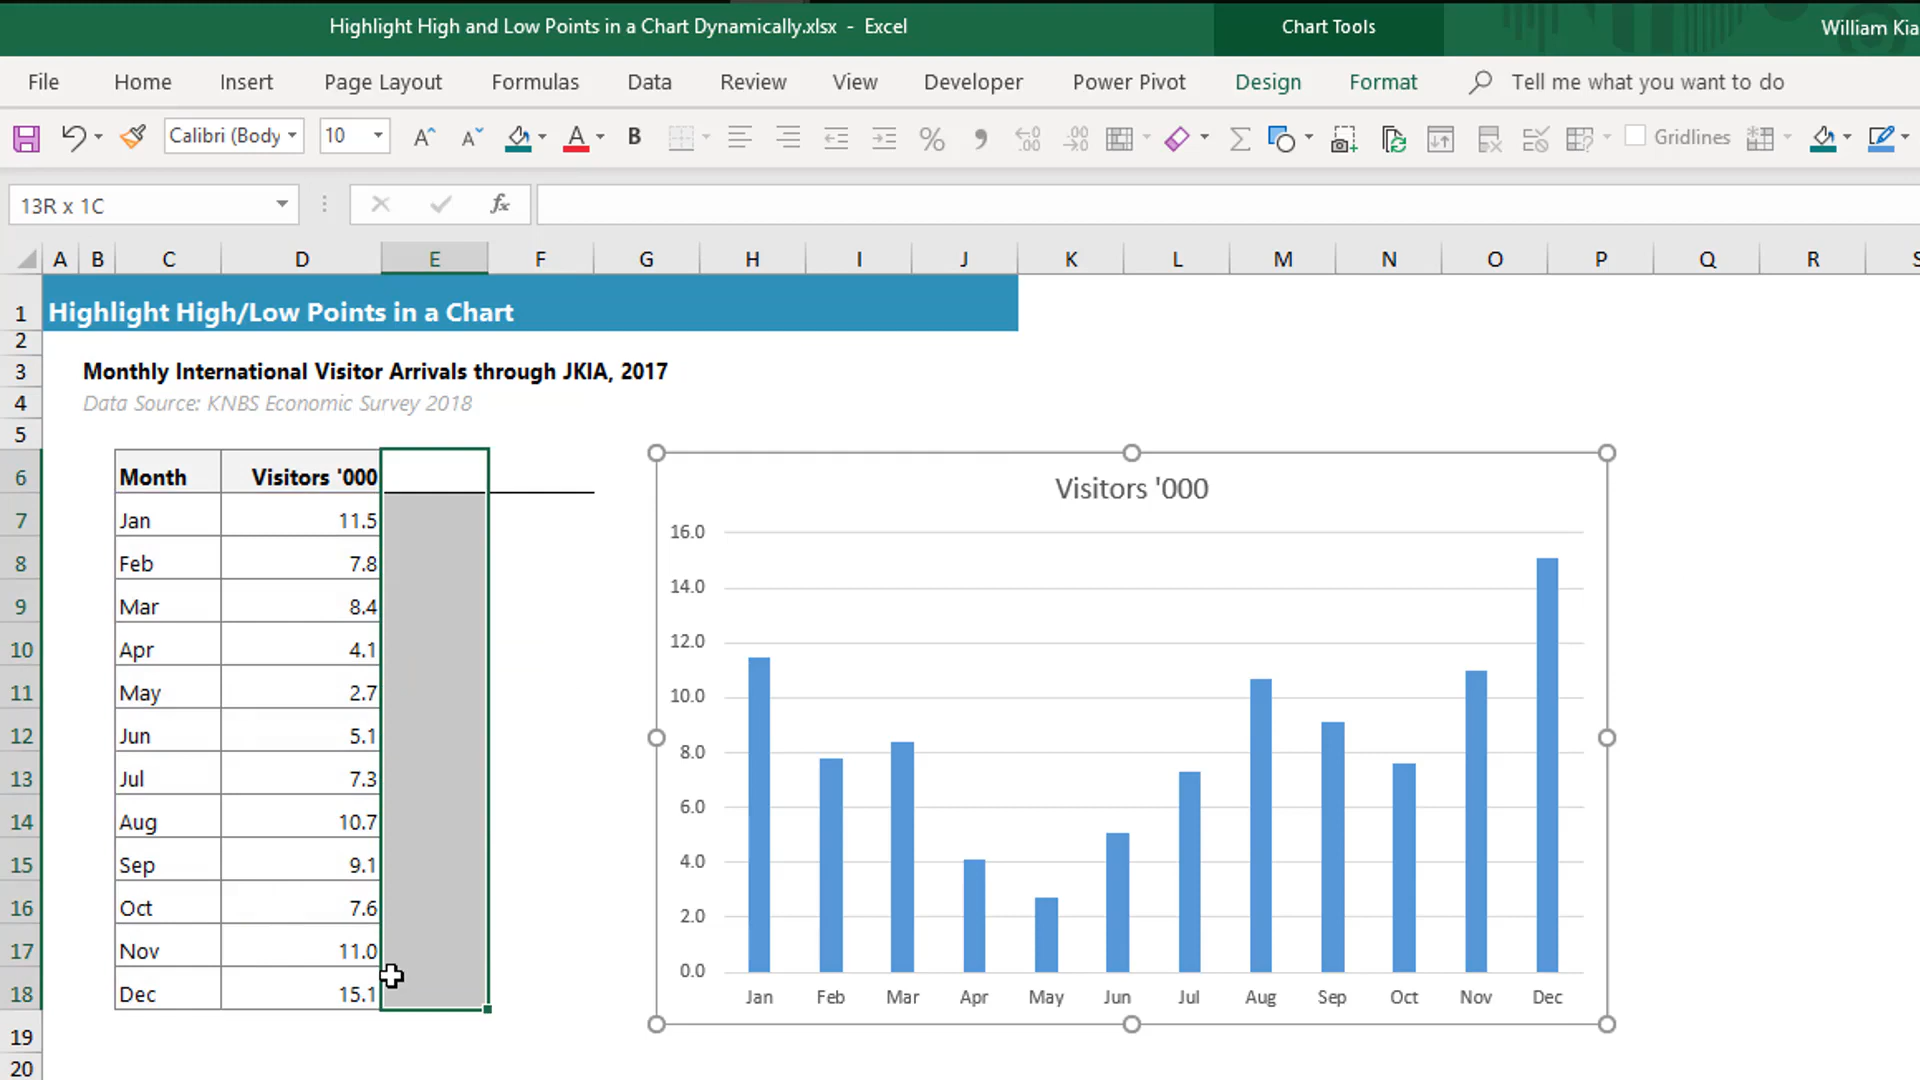 Highlight High and Low Points in a Chart Dynamically.xlsx - Excel
Chart Tools
William Kia
File Home Insert Page Layout Formulas Data Review View Developer Power Pivot Design Format Tell me what you want to do
Calibri (Body 10 A A A B % Gridlines
13R x 1C fx
A B C D E F G H I J K L M N O P Q R S
1 Highlight High/Low Points in a Chart
2
3 Monthly International Visitor Arrivals through JKIA, 2017
4 Data Source: KNBS Economic Survey 2018
5
6 Month Visitors '000
7 Jan 11.5
8 Feb 7.8
9 Mar 8.4
10 Apr 4.1
11 May 2.7
12 Jun 5.1
13 Jul 7.3
14 Aug 10.7
15 Sep 9.1
16 Oct 7.6
17 Nov 11.0
18 Dec 15.1
19
20
Visitors '000
16.0
14.0
12.0
10.0
8.0
6.0
4.0
2.0
0.0
Jan Feb Mar Apr May Jun Jul Aug Sep Oct Nov Dec